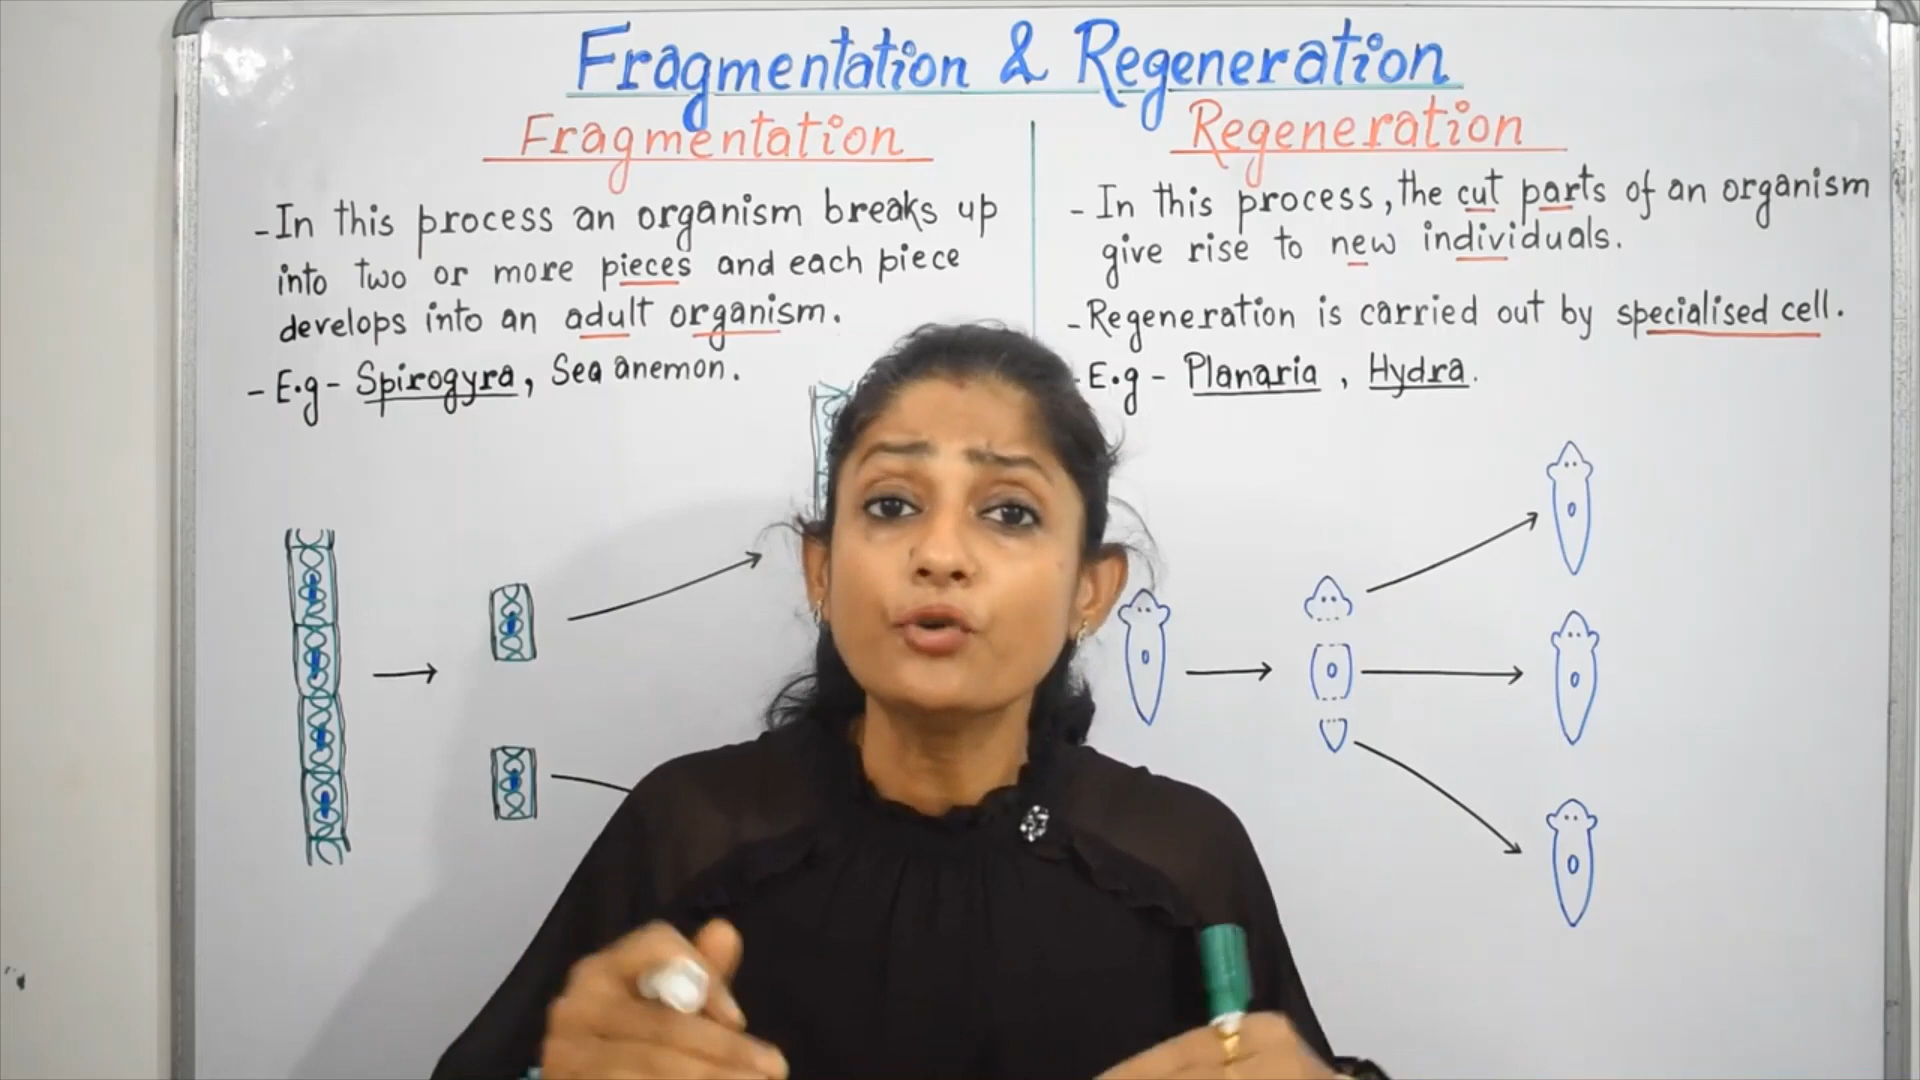 Fragmentation & Regeneration
Fragmentation
- In this process an organism breaks up
into two or more pieces and each piece
develops into an adult organism.
- E.g - Spirogyra, Sea anemon.
Regeneration
- In this process, the cut parts of an organism
give rise to new individuals.
- Regeneration is carried out by specialised cell.
- E.g - Planaria, Hydra.